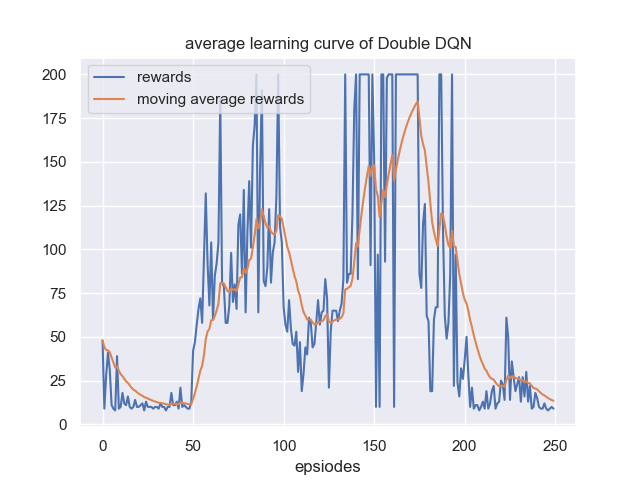 average learning curve of Double DQN
rewards
moving average rewards
200
175
150
125
100
75
50
25
0
0 50 100 150 200 250
epsiodes